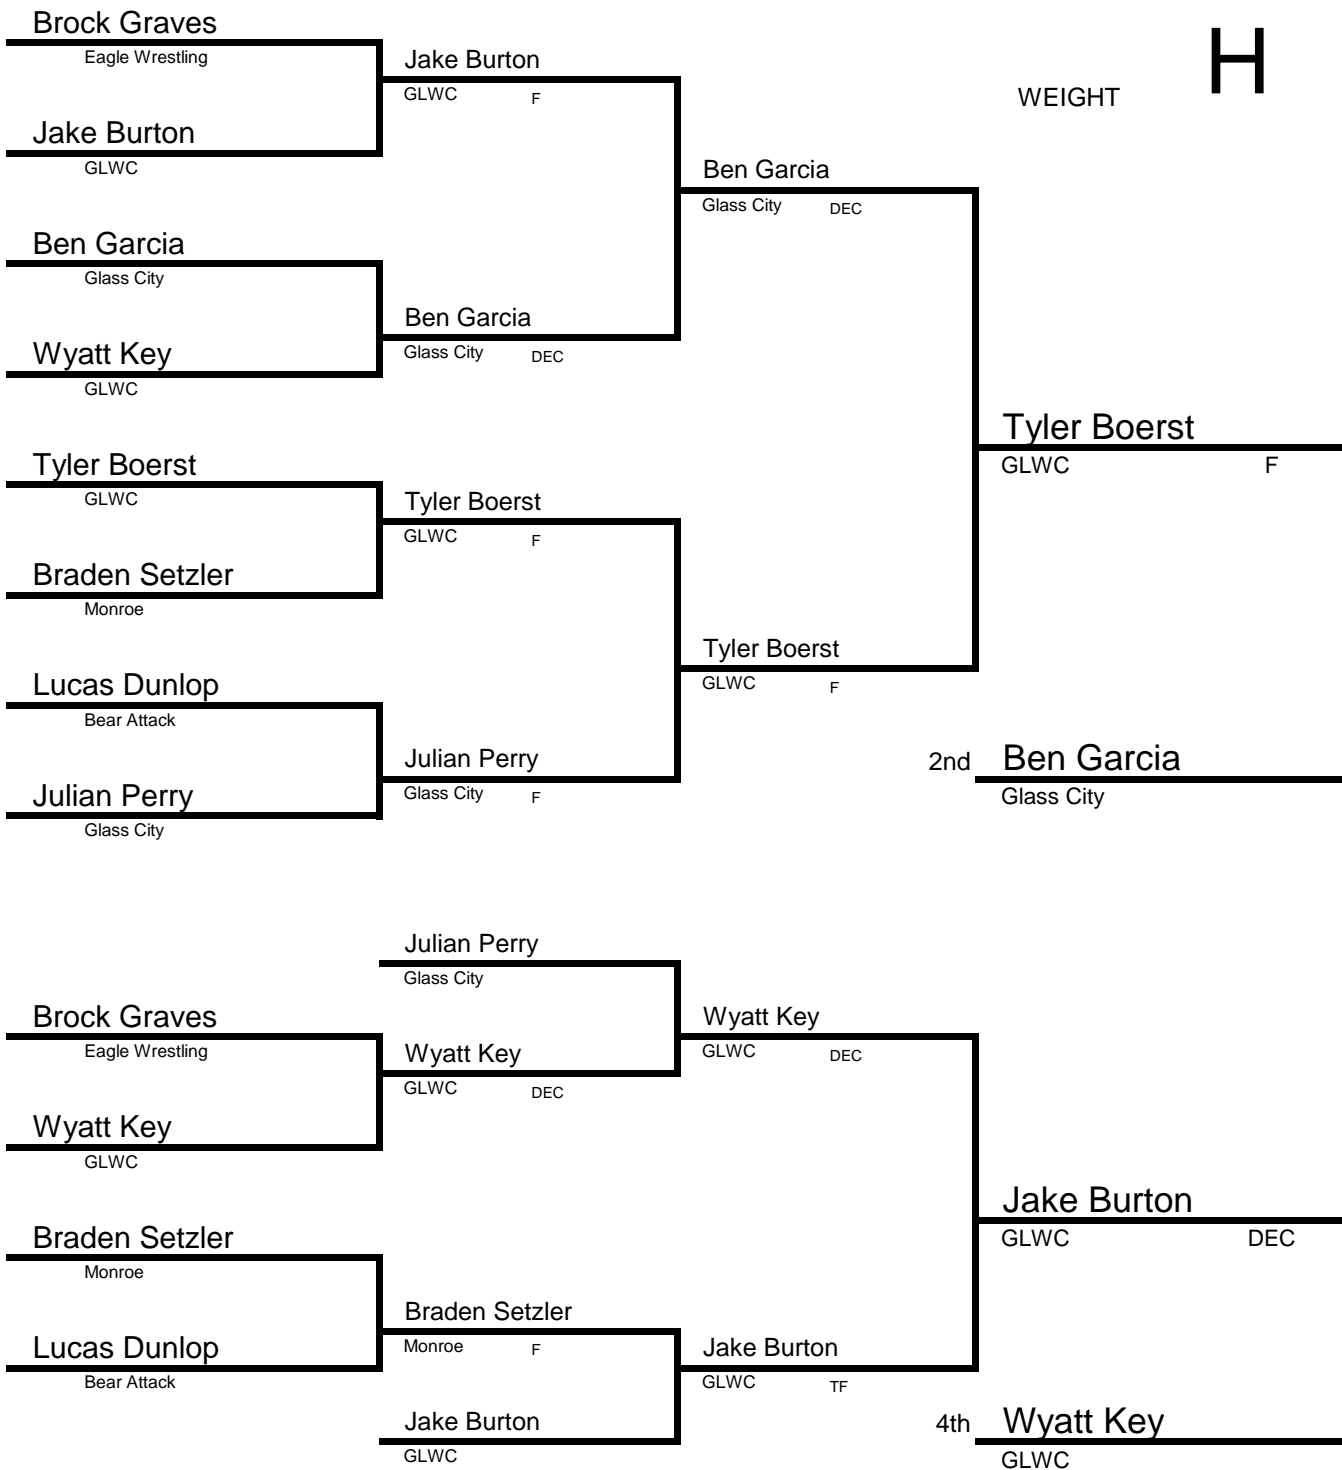 Brock Graves
Eagle Wrestling
Jake Burton
GLWC F
H
WEIGHT
Jake Burton
GLWC
Ben Garcia
Glass City DEC
Ben Garcia
Glass City
Ben Garcia
Glass City DEC
Wyatt Key
GLWC
Tyler Boerst
GLWC F
Tyler Boerst
GLWC
Tyler Boerst
GLWC F
Braden Setzler
Monroe
Tyler Boerst
GLWC F
Lucas Dunlop
Bear Attack
Julian Perry
Glass City F
2nd Ben Garcia
Glass City
Julian Perry
Glass City
Julian Perry
Glass City
Brock Graves
Eagle Wrestling
Wyatt Key
GLWC DEC
Wyatt Key
GLWC DEC
Wyatt Key
GLWC
Jake Burton
GLWC DEC
Braden Setzler
Monroe
Braden Setzler
Monroe F
Lucas Dunlop
Bear Attack
Jake Burton
GLWC TF
Jake Burton
GLWC
4th Wyatt Key
GLWC